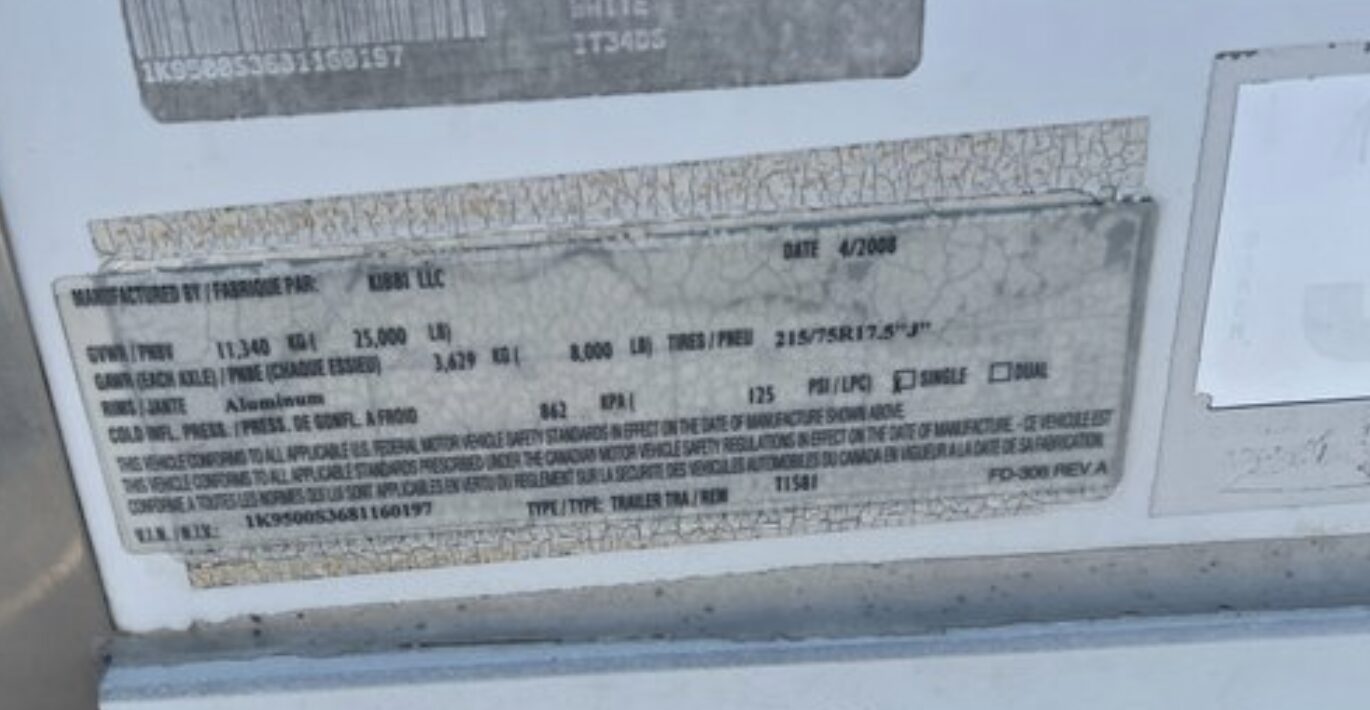 WHITE
1T34DS
1K9500S3681160197
DATE 4/2008
MANUFACTURED BY / FABRIQUE PAR: KIBBI LLC
GVWR / PNBV 11,340 KG ( 25,000 LB)
GAWR (EACH AXLE) / PNBE (CHAQUE ESSIEU) 3,629 KG ( 8,000 LB) TIRES / PNEU 215/75R17.5"J"
RIMS / JANTE Aluminum
COLD INFL. PRESS. / PRESS. DE GONFL. A FROID 862 KPA ( 125 PSI / LPC) SINGLE DUAL
THIS VEHICLE CONFORMS TO ALL APPLICABLE U.S. FEDERAL MOTOR VEHICLE SAFETY STANDARDS IN EFFECT ON THE DATE OF MANUFACTURE SHOWN ABOVE.
THIS VEHICLE CONFORMS TO ALL APPLICABLE STANDARDS PRESCRIBED UNDER THE CANADIAN MOTOR VEHICLE SAFETY REGULATIONS IN EFFECT ON THE DATE OF MANUFACTURE. - CE VEHICULE EST
CONFORME A TOUTES LES NORMES QUI LUI SONT APPLICABLES EN VERTU DU REGLEMENT SUR LA SECURITE DES VEHICULES AUTOMOBILES DU CANADA EN VIGUEUR A LA DATE DE SA FABRICATION.
V.I.N. / N.I.V.: 1K9500S3681160197 TYPE / TYPE: TRAILER TRA / REM T1581 FD-306 REV A